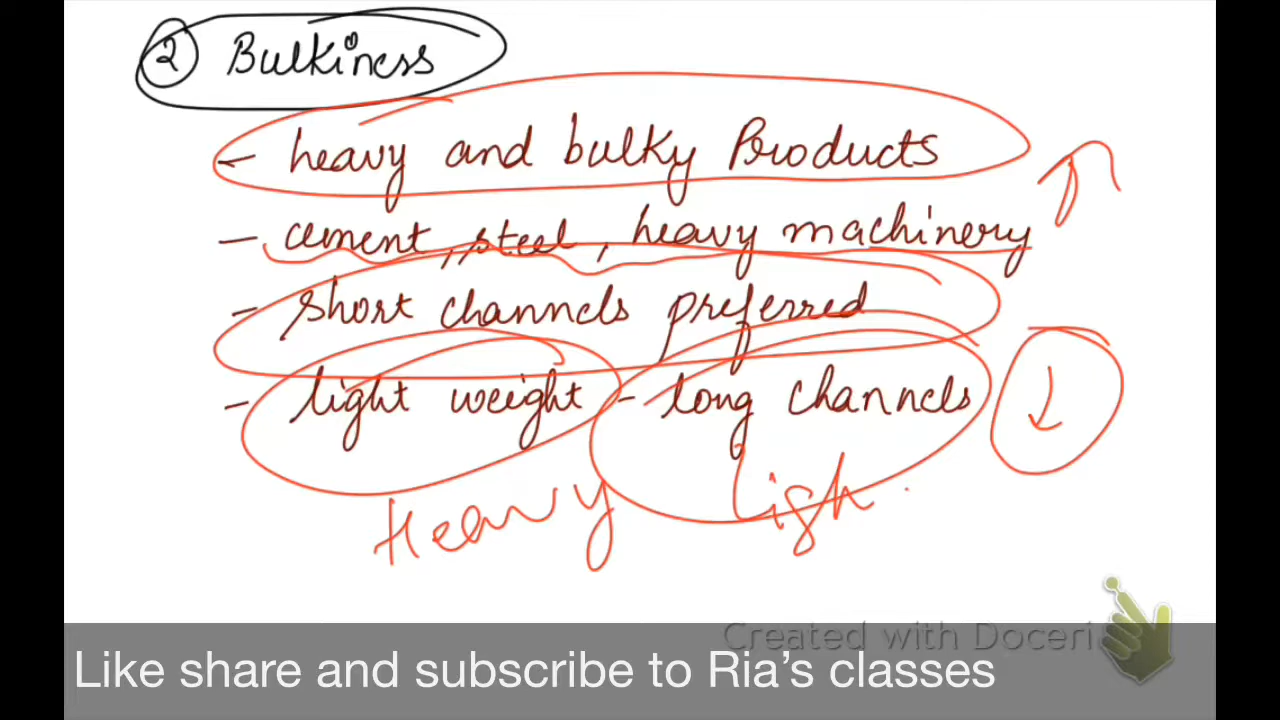 ② Bulkiness
- heavy and bulky Products
- cement, steel, heavy machinery
- short channels preferred
- light weight - long channels
Heavy Ligh
Created with Doceri
Like share and subscribe to Ria's classes